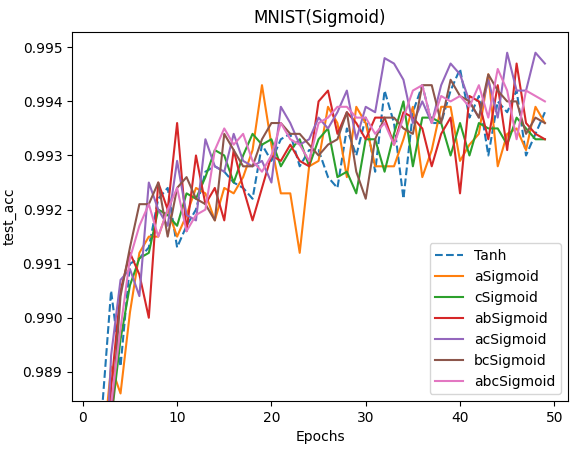 MNIST(Sigmoid)
test_acc
0.995
0.994
0.993
0.992
0.991
0.990
0.989
0
10
20
30
40
50
Epochs
Tanh
aSigmoid
cSigmoid
abSigmoid
acSigmoid
bcSigmoid
abcSigmoid